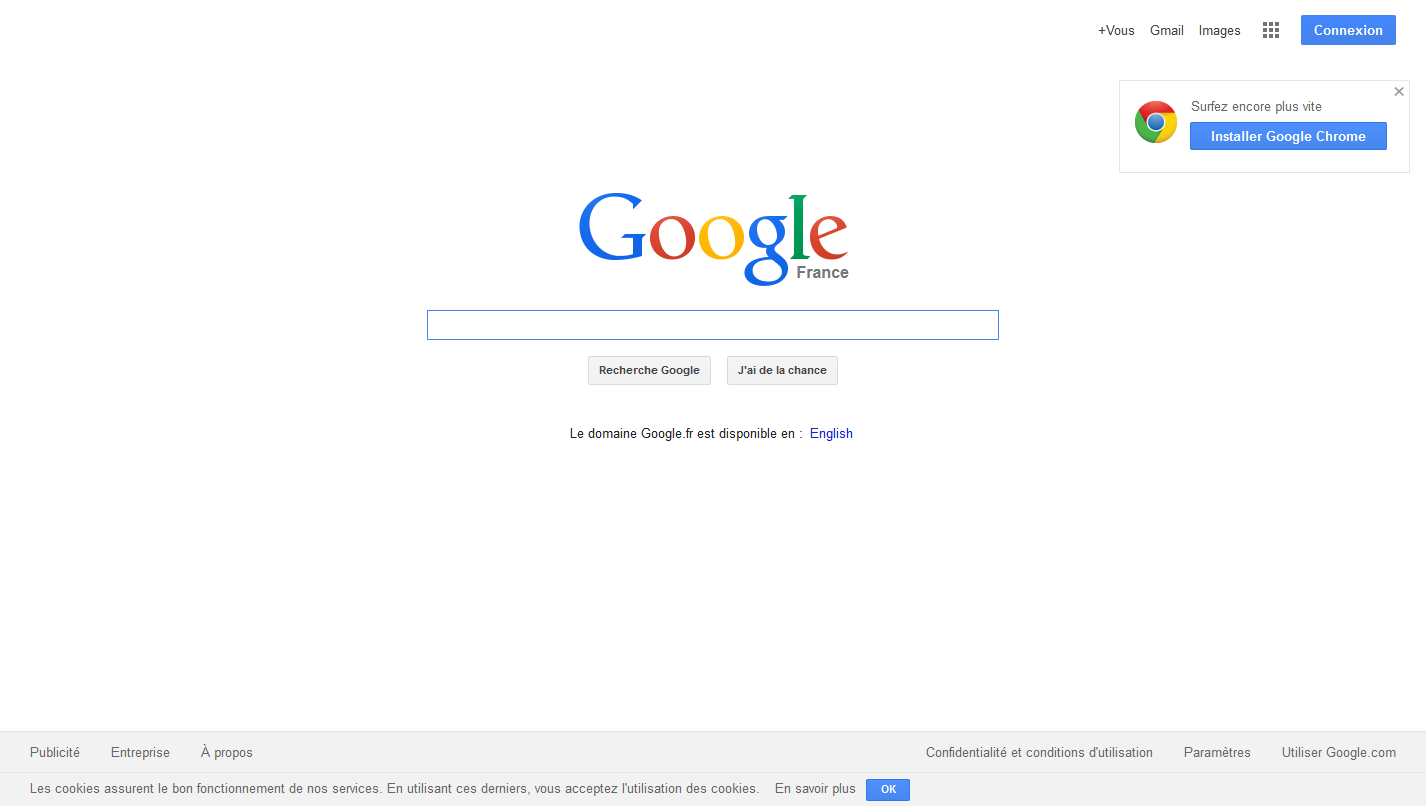 +Vous Gmail Images Connexion
Surfez encore plus vite
Installer Google Chrome
Google
France
Recherche Google J'ai de la chance
Le domaine Google.fr est disponible en : English
Publicité Entreprise À propos Confidentialité et conditions d'utilisation Paramètres Utiliser Google.com
Les cookies assurent le bon fonctionnement de nos services. En utilisant ces derniers, vous acceptez l'utilisation des cookies. En savoir plus OK